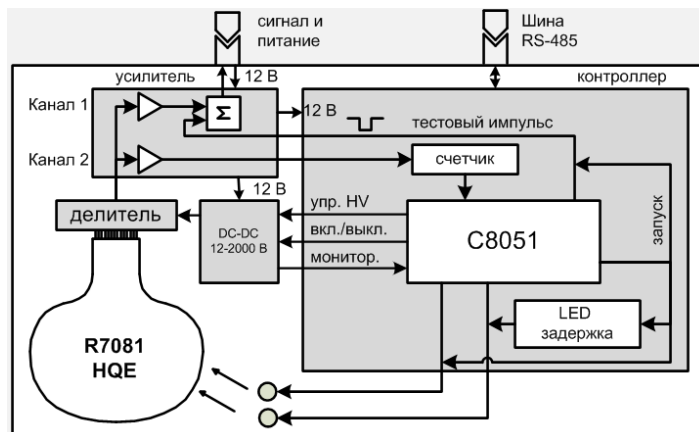 сигнал и
питание
Шина
RS-485
усилитель
12 В
контроллер
Канал 1
Σ
12 В
тестовый импульс
Канал 2
счетчик
12 В
делитель
DC-DC
12-2000 В
упр. HV
вкл./выкл.
монитор.
C8051
запуск
LED
задержка
R7081
HQE